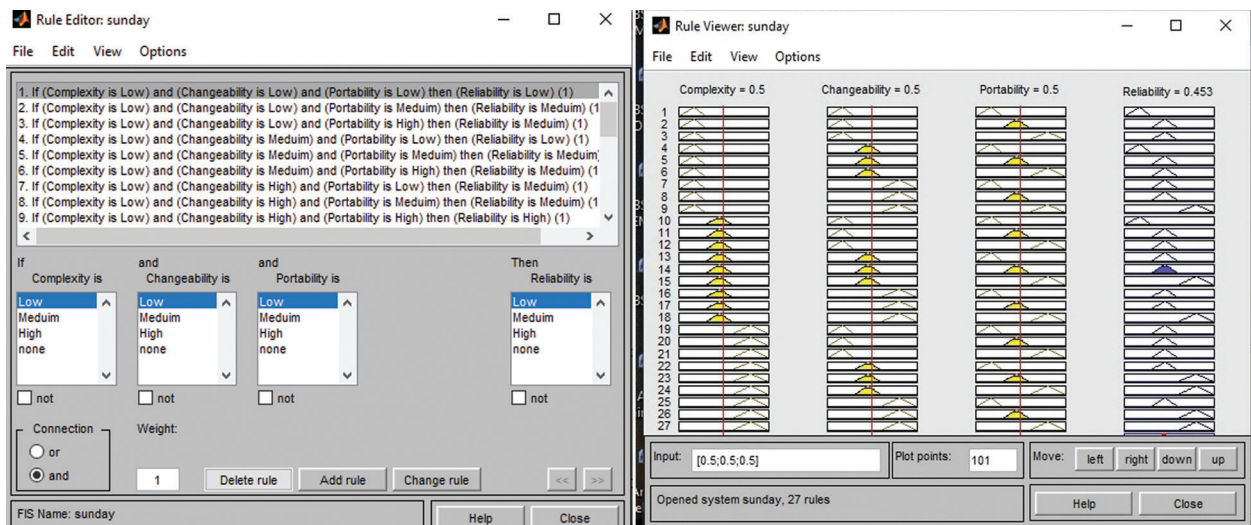 Rule Editor: sunday
File Edit View Options
1. If (Complexity is Low) and (Changeability is Low) and (Portability is Low) then (Reliability is Low) (1)
2. If (Complexity is Low) and (Changeability is Low) and (Portability is Meduim) then (Reliability is Meduim) (1
3. If (Complexity is Low) and (Changeability is Low) and (Portability is High) then (Reliability is Meduim) (1)
4. If (Complexity is Low) and (Changeability is Meduim) and (Portability is Low) then (Reliability is Low) (1)
5. If (Complexity is Low) and (Changeability is Meduim) and (Portability is Meduim) then (Reliability is Meduim)
6. If (Complexity is Low) and (Changeability is Meduim) and (Portability is High) then (Reliability is Meduim) (1
7. If (Complexity is Low) and (Changeability is High) and (Portability is Low) then (Reliability is Meduim) (1)
8. If (Complexity is Low) and (Changeability is High) and (Portability is Meduim) then (Reliability is Meduim) (1
9. If (Complexity is Low) and (Changeability is High) and (Portability is High) then (Reliability is High) (1)
If and and Then
Complexity is Changeability is Portability is Reliability is
Low Low Low Low
Meduim Meduim Meduim Meduim
High High High High
none none none none
not not not not
Connection Weight:
or
and 1 Delete rule Add rule Change rule << >>
FIS Name: sunday Help Close
Rule Viewer: sunday
File Edit View Options
Complexity = 0.5 Changeability = 0.5 Portability = 0.5 Reliability = 0.453
1
2
3
4
5
6
7
8
9
10
11
12
13
14
15
16
17
18
19
20
21
22
23
24
25
26
27
Input: [0.5;0.5;0.5] Plot points: 101 Move: left right down up
Opened system sunday, 27 rules Help Close